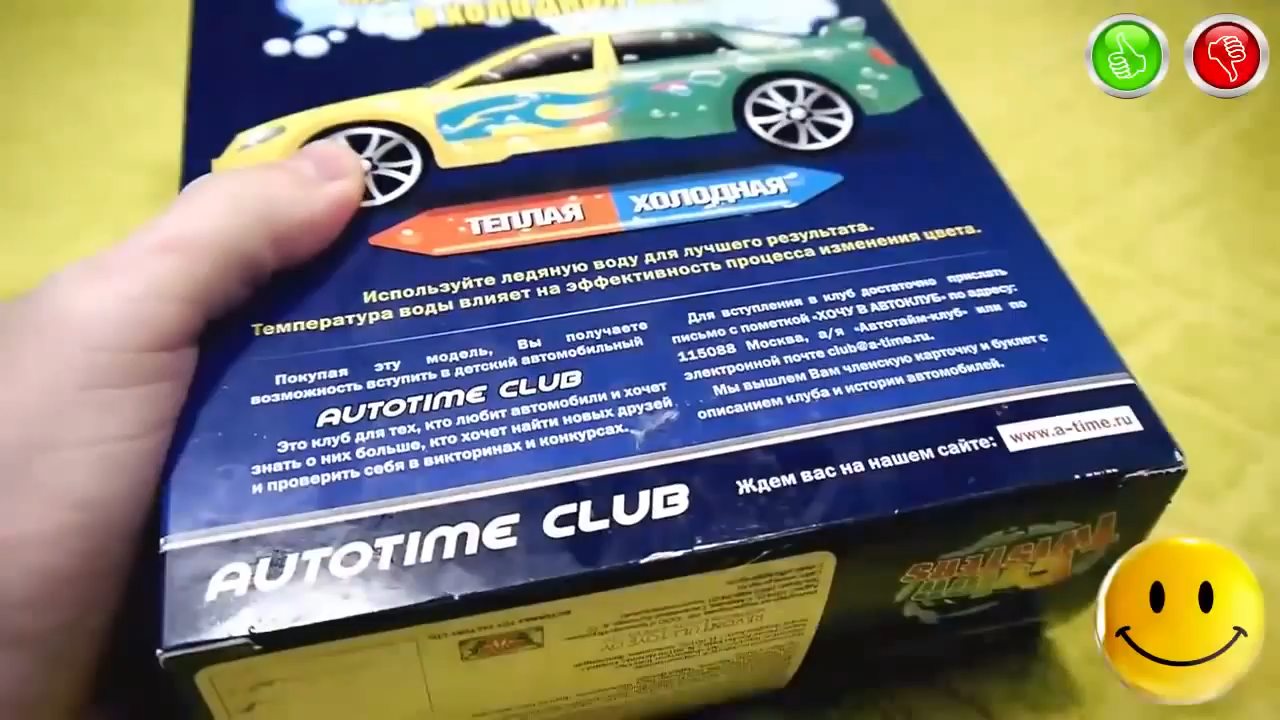 в холодной
ТЕПЛАЯ ХОЛОДНАЯ
Используйте ледяную воду для лучшего результата.
Температура воды влияет на эффективность процесса изменения цвета.
Покупая эту модель, Вы получаете
возможность вступить в детский автомобильный
AUTOTIME CLUB
Это клуб для тех, кто любит автомобили и хочет
знать о них больше, кто хочет найти новых друзей
и проверить себя в викторинах и конкурсах.
Для вступления в клуб достаточно прислать
письмо с пометкой «ХОЧУ В АВТОКЛУБ» по адресу:
115088 Москва, а/я «Автотайм-клуб» или по
электронной почте club@a-time.ru.
Мы вышлем Вам членскую карточку и буклет с
описанием клуба и истории автомобилей.
AUTOTIME CLUB
Ждем вас на нашем сайте: www.a-time.ru
TWISTERS